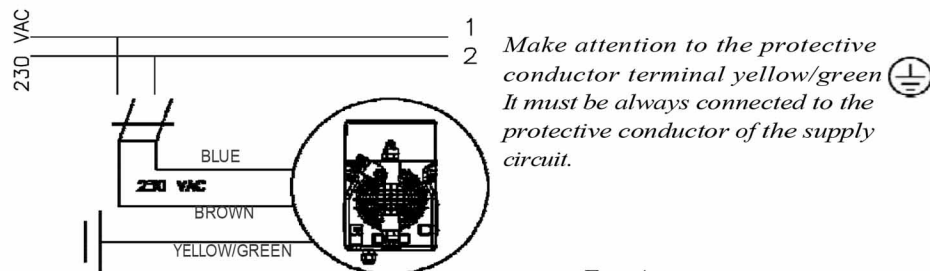 230 VAC
1
2
Make attention to the protective
conductor terminal yellow/green
It must be always connected to the
protective conductor of the supply
circuit.
BLUE
230 VAC
BROWN
YELLOW/GREEN